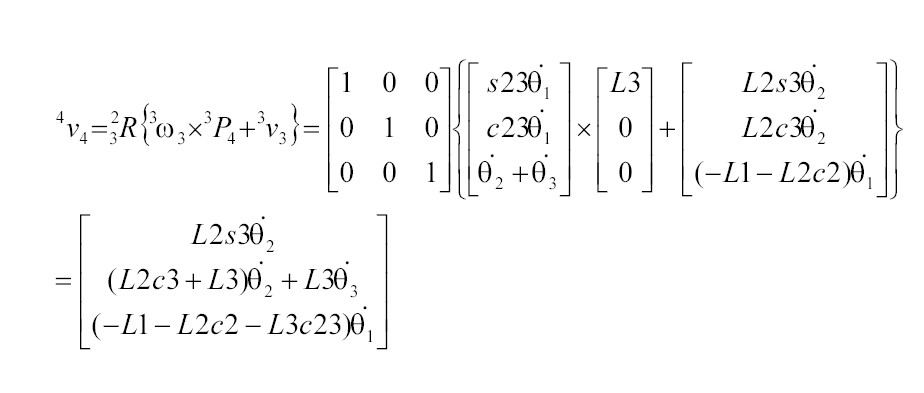 ⁴v₄=²₃R{³ω₃×³P₄+³v₃}=[1 0 0; 0 1 0; 0 0 1]{[s23θ̇₁; c23θ̇₁; θ̇₂+θ̇₃]×[L3; 0; 0]+[L2s3θ̇₂; L2c3θ̇₂; (−L1−L2c2)θ̇₁]}
=[L2s3θ̇₂; (L2c3+L3)θ̇₂+L3θ̇₃; (−L1−L2c2−L3c23)θ̇₁]